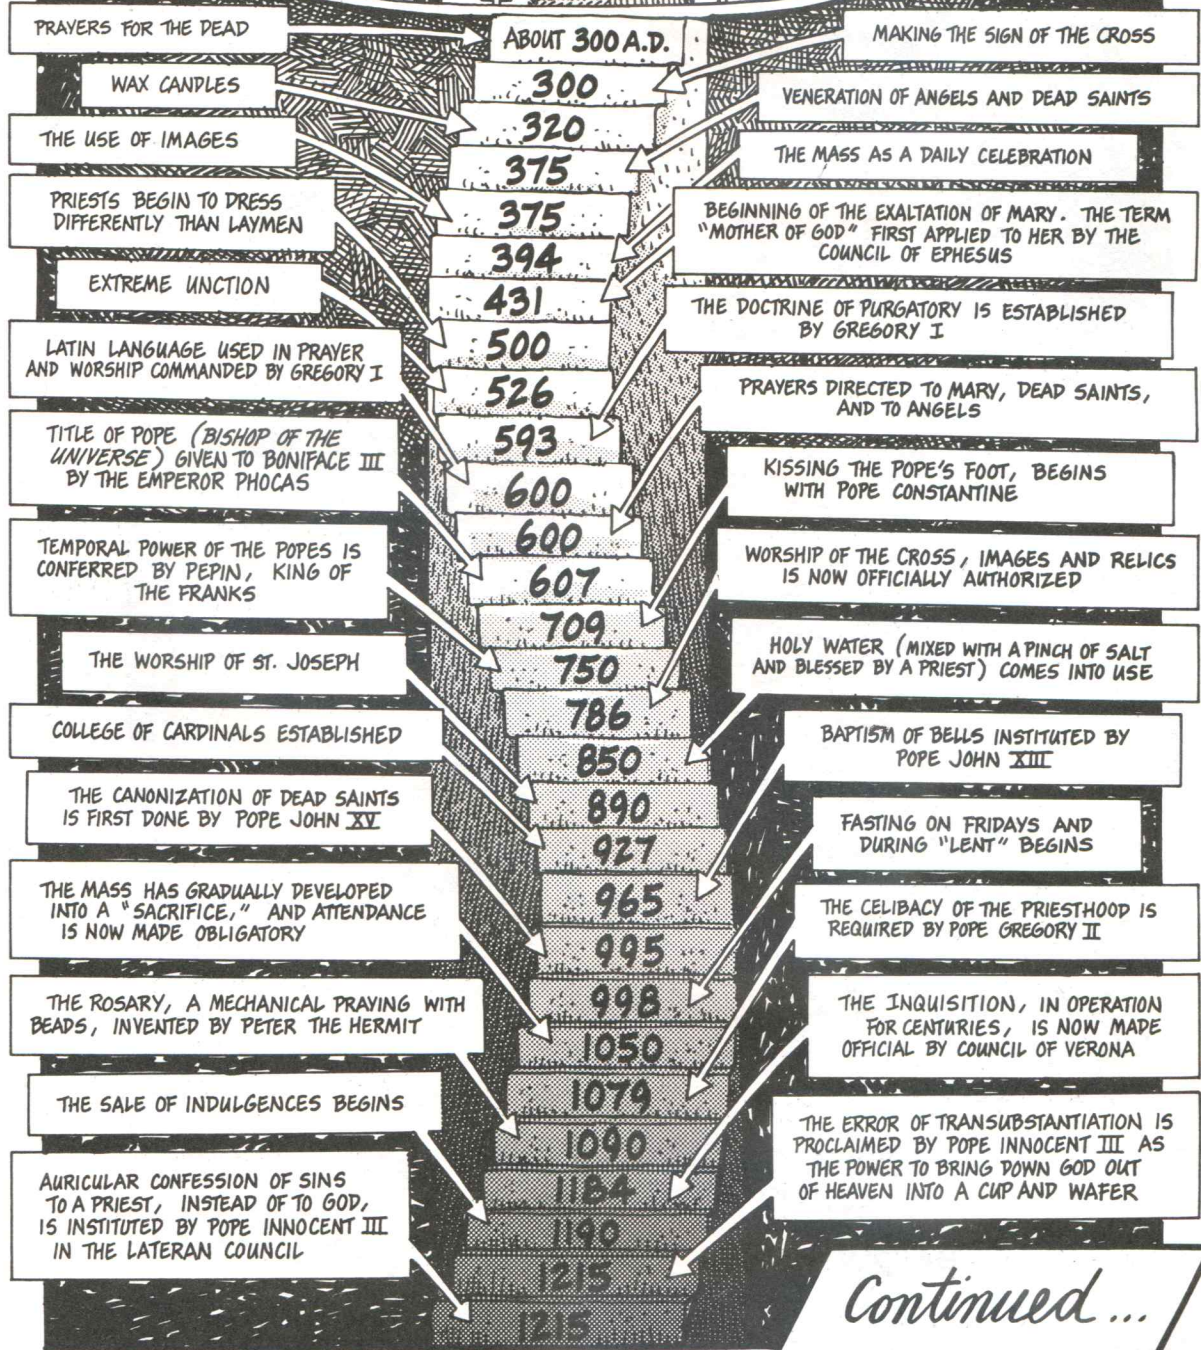 PRAYERS FOR THE DEAD
ABOUT 300 A.D.
MAKING THE SIGN OF THE CROSS
300
WAX CANDLES
320
VENERATION OF ANGELS AND DEAD SAINTS
375
THE USE OF IMAGES
375
THE MASS AS A DAILY CELEBRATION
394
BEGINNING OF THE EXALTATION OF MARY. THE TERM
"MOTHER OF GOD" FIRST APPLIED TO HER BY THE
COUNCIL OF EPHESUS
431
PRIESTS BEGIN TO DRESS
DIFFERENTLY THAN LAYMEN
500
EXTREME UNCTION
526
THE DOCTRINE OF PURGATORY IS ESTABLISHED
BY GREGORY I
593
LATIN LANGUAGE USED IN PRAYER
AND WORSHIP COMMANDED BY GREGORY I
600
PRAYERS DIRECTED TO MARY, DEAD SAINTS,
AND TO ANGELS
600
TITLE OF POPE (BISHOP OF THE
UNIVERSE) GIVEN TO BONIFACE III
BY THE EMPEROR PHOCAS
607
KISSING THE POPE'S FOOT, BEGINS
WITH POPE CONSTANTINE
709
TEMPORAL POWER OF THE POPES IS
CONFERRED BY PEPIN, KING OF
THE FRANKS
750
WORSHIP OF THE CROSS, IMAGES AND RELICS
IS NOW OFFICIALLY AUTHORIZED
786
HOLY WATER (MIXED WITH A PINCH OF SALT
AND BLESSED BY A PRIEST) COMES INTO USE
850
THE WORSHIP OF ST. JOSEPH
890
COLLEGE OF CARDINALS ESTABLISHED
927
BAPTISM OF BELLS INSTITUTED BY
POPE JOHN XIII
965
THE CANONIZATION OF DEAD SAINTS
IS FIRST DONE BY POPE JOHN XV
995
FASTING ON FRIDAYS AND
DURING "LENT" BEGINS
998
THE MASS HAS GRADUALLY DEVELOPED
INTO A "SACRIFICE," AND ATTENDANCE
IS NOW MADE OBLIGATORY
1050
THE CELIBACY OF THE PRIESTHOOD IS
REQUIRED BY POPE GREGORY II
1079
THE ROSARY, A MECHANICAL PRAYING WITH
BEADS, INVENTED BY PETER THE HERMIT
1090
THE INQUISITION, IN OPERATION
FOR CENTURIES, IS NOW MADE
OFFICIAL BY COUNCIL OF VERONA
1184
THE SALE OF INDULGENCES BEGINS
1190
THE ERROR OF TRANSUBSTANTIATION IS
PROCLAIMED BY POPE INNOCENT III AS
THE POWER TO BRING DOWN GOD OUT
OF HEAVEN INTO A CUP AND WAFER
1215
AURICULAR CONFESSION OF SINS
TO A PRIEST, INSTEAD OF TO GOD,
IS INSTITUTED BY POPE INNOCENT III
IN THE LATERAN COUNCIL
1215
Continued...